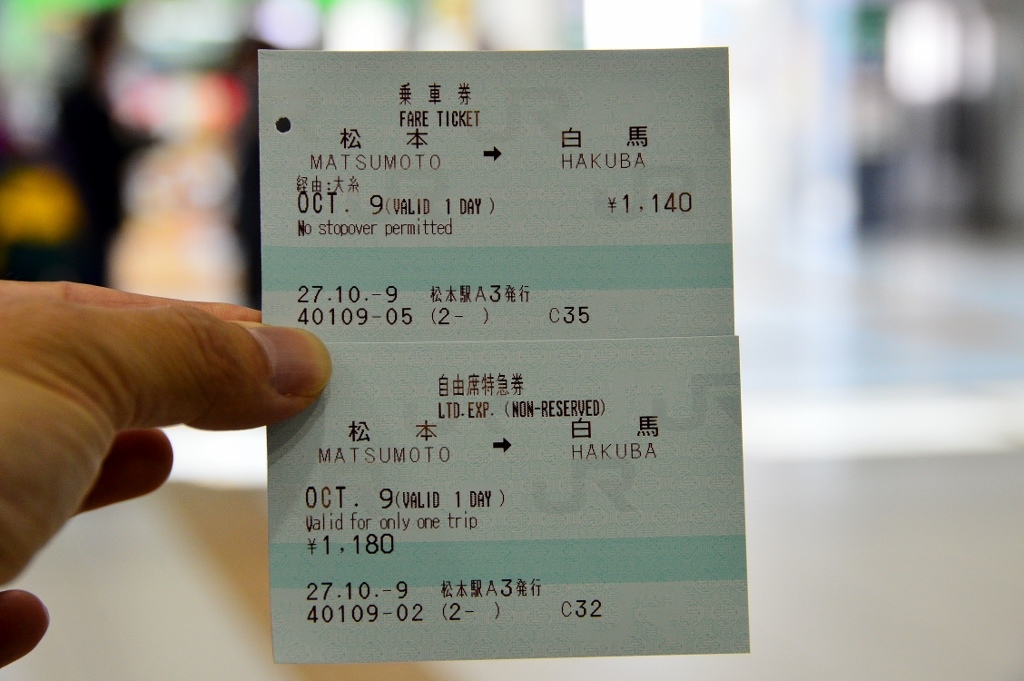 乗車券
FARE TICKET
松本 → 白馬
MATSUMOTO HAKUBA
経由:大糸
OCT. 9(VALID 1 DAY) ¥1,140
No stopover permitted
27.10.-9 松本駅A3発行
40109-05 (2- ) C35
自由席特急券
LTD.EXP. (NON-RESERVED)
松本 → 白馬
MATSUMOTO HAKUBA
OCT. 9(VALID 1 DAY)
Valid for only one trip
¥1,180
27.10.-9 松本駅A3発行
40109-02 (2- ) C32